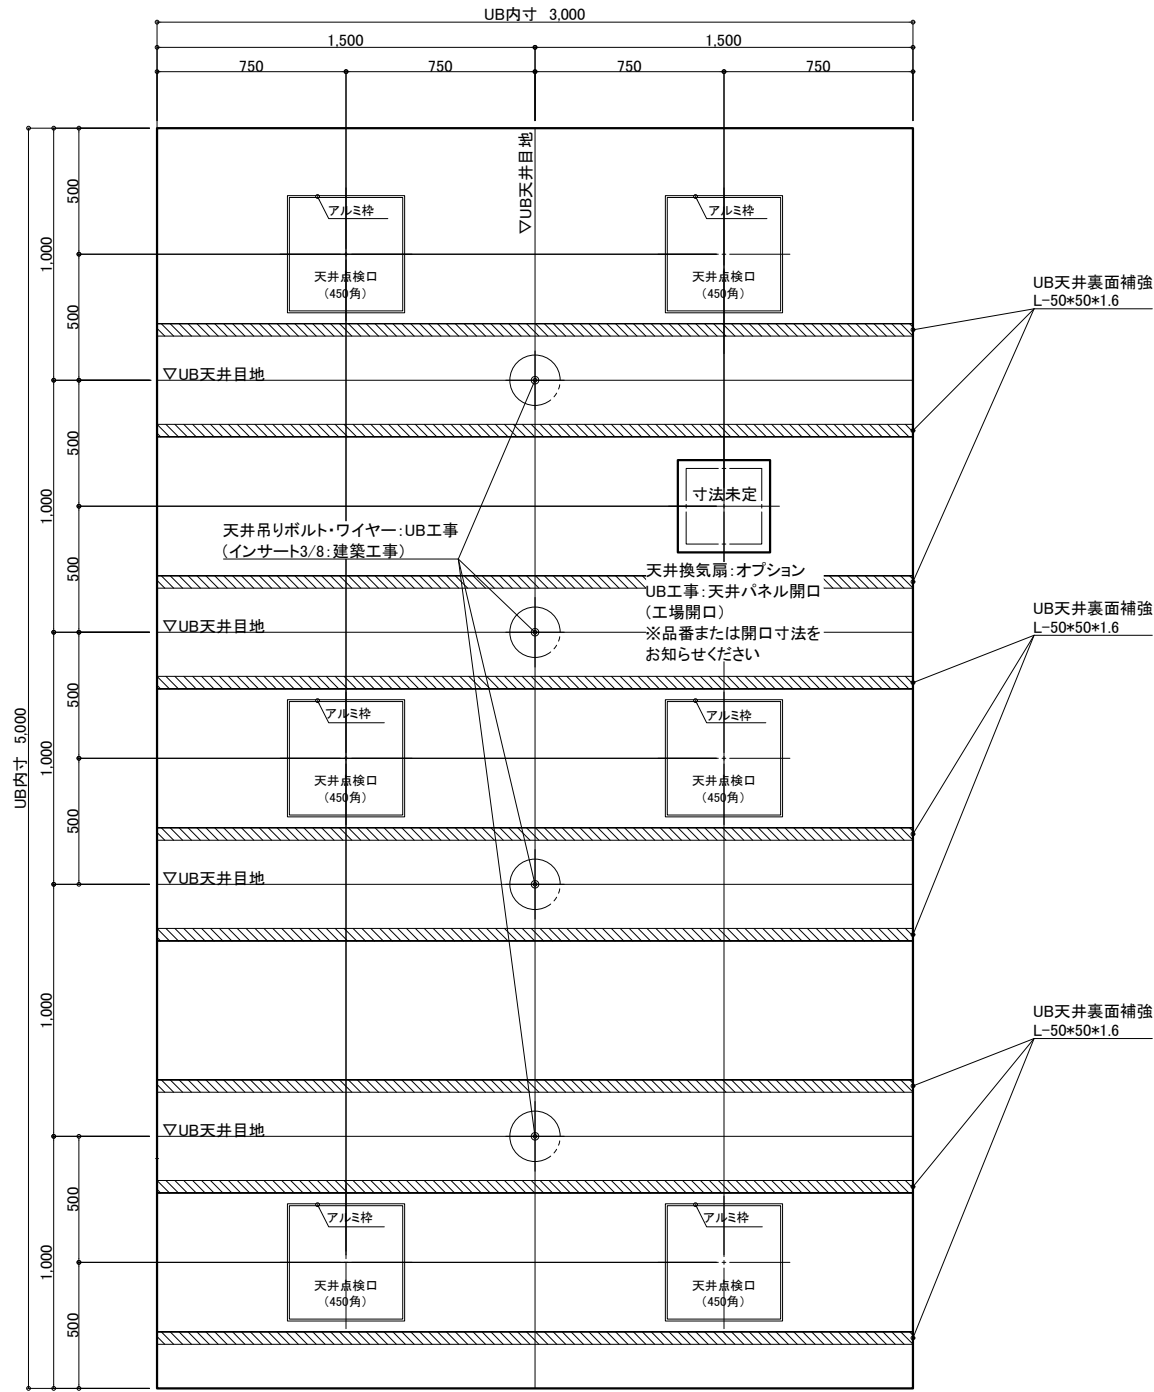 UB内寸 3,000
1,500
1,500
750
750
750
750
▽UB天井目地
UB内寸 5,000
1,000
1,000
1,000
1,000
1,000
500
500
500
500
500
500
500
500
アルミ枠
天井点検口
(450角)
アルミ枠
天井点検口
(450角)
UB天井裏面補強
L-50*50*1.6
▽UB天井目地
寸法未定
天井吊りボルト・ワイヤー:UB工事
(インサート3/8:建築工事)
天井換気扇:オプション
UB工事:天井パネル開口
(工場開口)
※品番または開口寸法を
お知らせください
▽UB天井目地
UB天井裏面補強
L-50*50*1.6
アルミ枠
天井点検口
(450角)
アルミ枠
天井点検口
(450角)
▽UB天井目地
UB天井裏面補強
L-50*50*1.6
▽UB天井目地
アルミ枠
天井点検口
(450角)
アルミ枠
天井点検口
(450角)